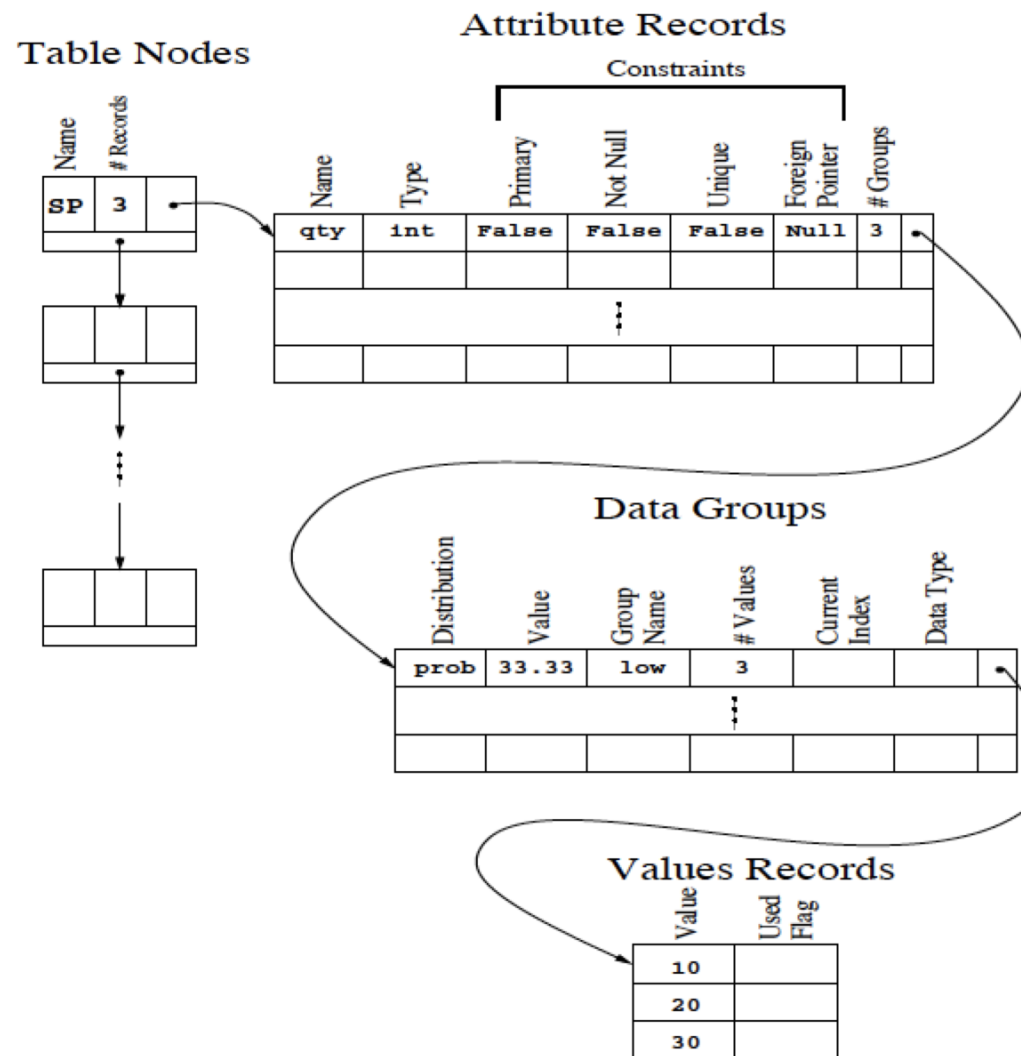 Table Nodes
Name
# Records
SP 3
Attribute Records
Constraints
Name
Type
Primary
Not Null
Unique
Foreign
Pointer
# Groups
qty int False False False Null 3
Data Groups
Distribution
Value
Group
Name
# Values
Current
Index
Data Type
prob 33.33 low 3
Values Records
Value
Used
Flag
10
20
30